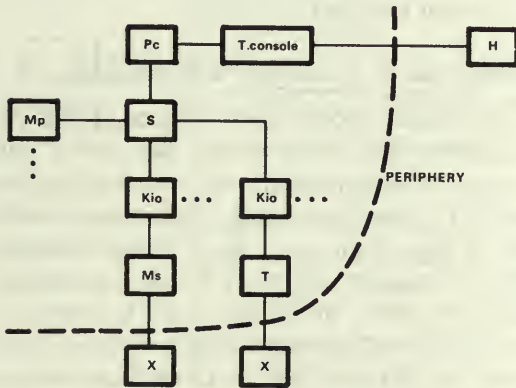 Pc T.console H
Mp S
PERIPHERY
Kio Kio
Ms T
X X